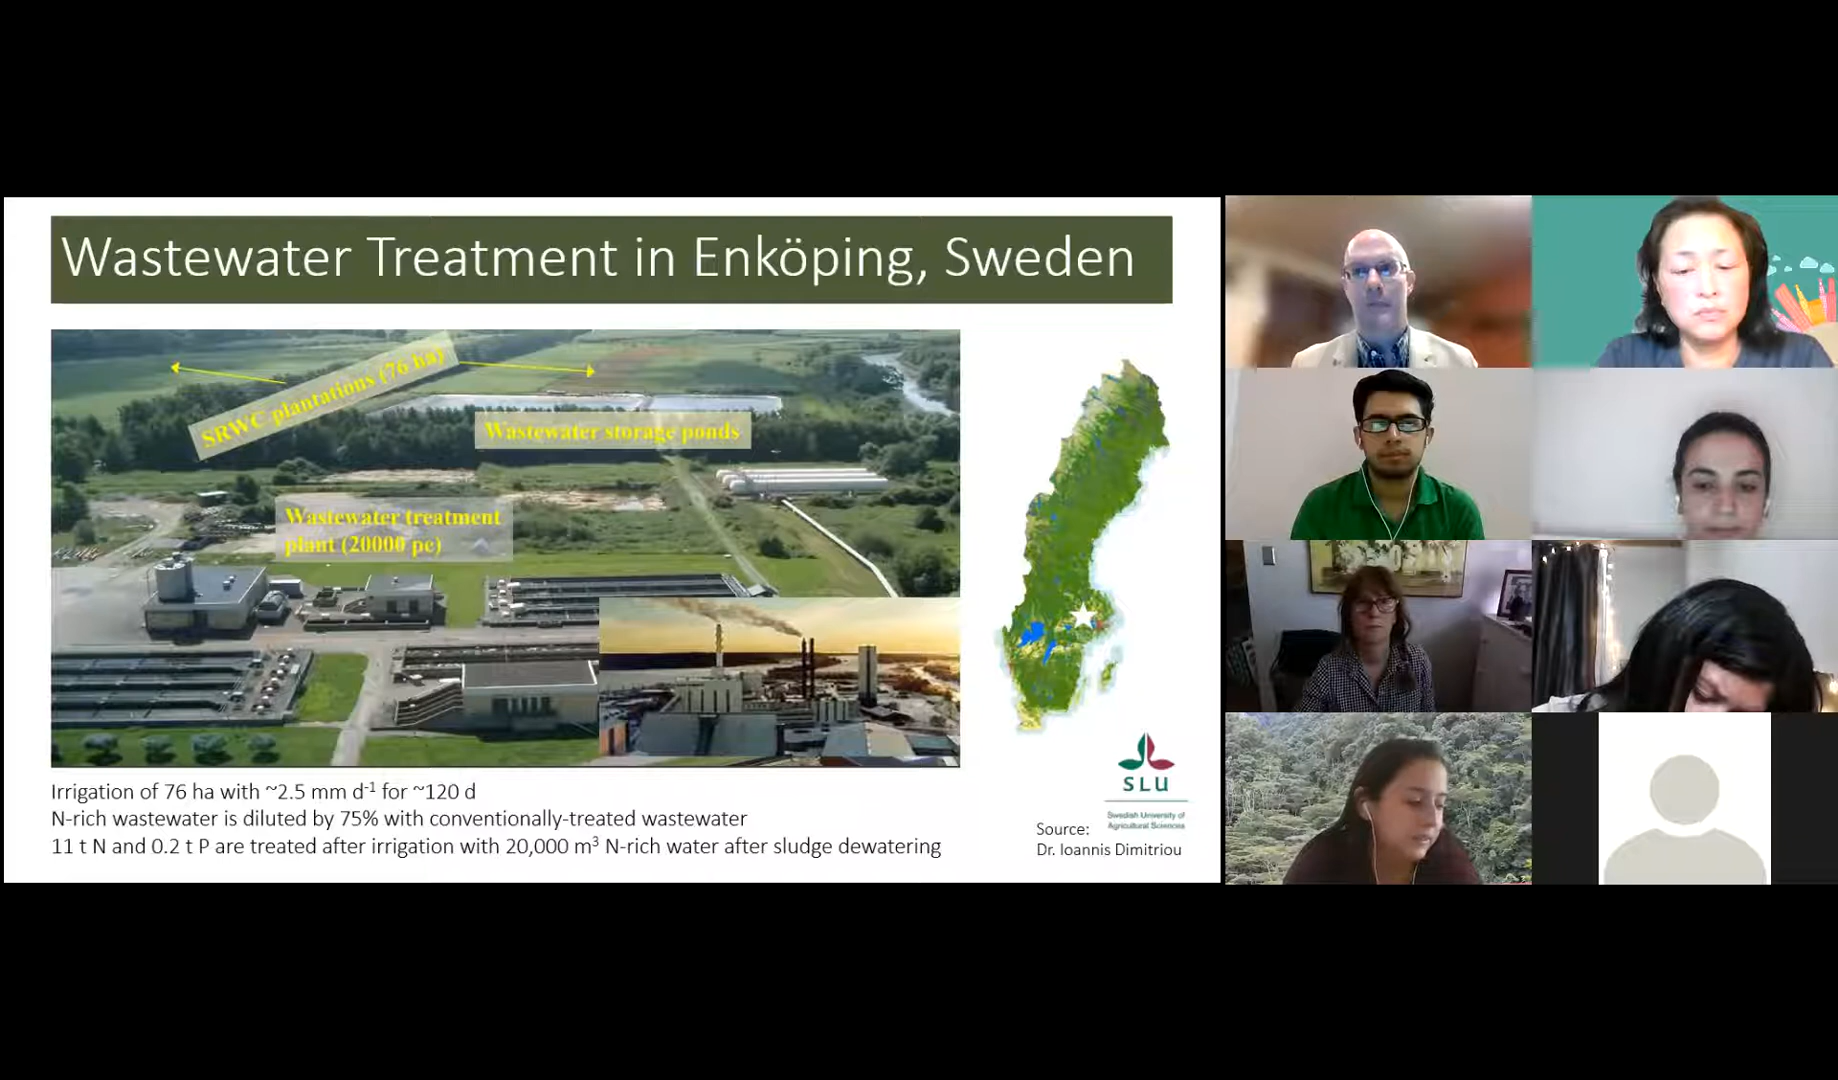 Wastewater Treatment in Enköping, Sweden
SRWC plantations (76 ha)
Wastewater storage ponds
Wastewater treatment
plant (20000 pe)
Irrigation of 76 ha with ~2.5 mm d⁻¹ for ~120 d
N-rich wastewater is diluted by 75% with conventionally-treated wastewater
11 t N and 0.2 t P are treated after irrigation with 20,000 m³ N-rich water after sludge dewatering
SLU
Swedish University of
Agricultural Sciences
Source:
Dr. Ioannis Dimitriou